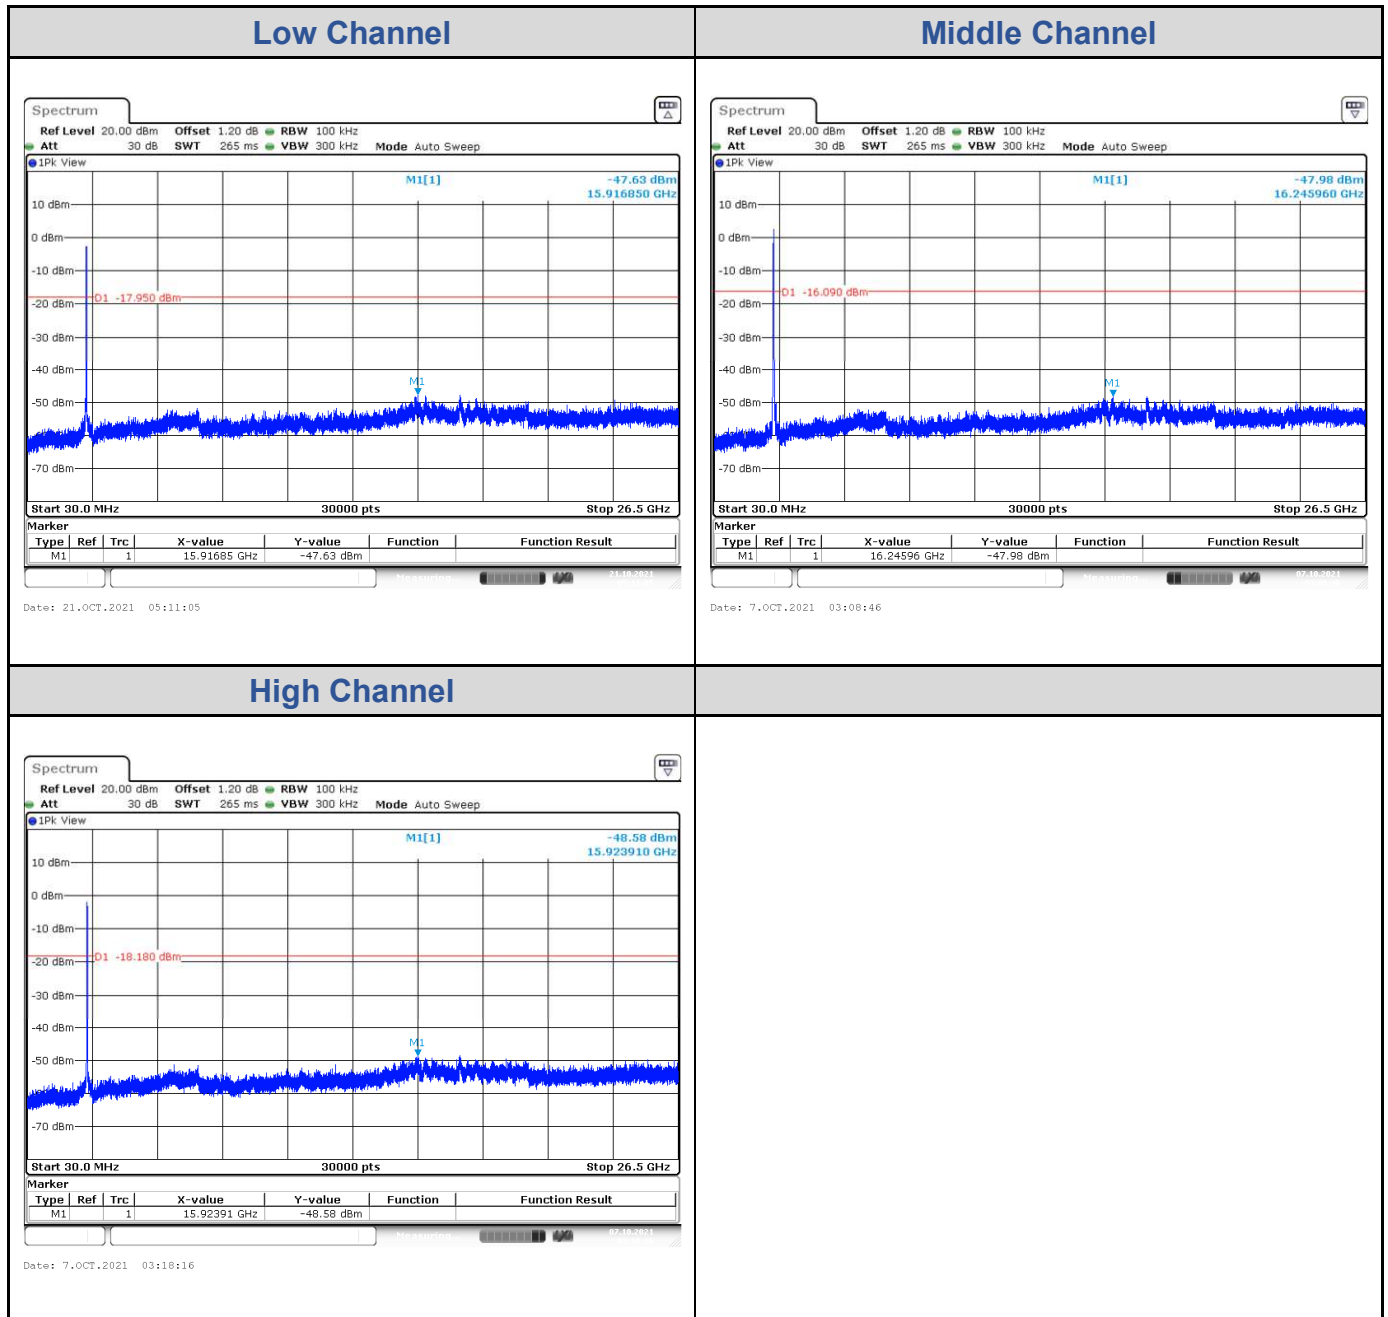 Low Channel
Spectrum
Ref Level 20.00 dBm Offset 1.20 dB RBW 100 kHz
Att 30 dB SWT 265 ms VBW 300 kHz Mode Auto Sweep
1Pk View
M1[1] -47.63 dBm
15.916850 GHz
10 dBm
0 dBm
-10 dBm
D1 -17.950 dBm
-20 dBm
-30 dBm
-40 dBm
M1
-50 dBm
-70 dBm
Start 30.0 MHz 30000 pts Stop 26.5 GHz
Marker
Type Ref Trc X-value Y-value Function Function Result
M1 1 15.91685 GHz -47.63 dBm
Measuring...
21.10.2021
Date: 21.OCT.2021 05:11:05
Middle Channel
Spectrum
Ref Level 20.00 dBm Offset 1.20 dB RBW 100 kHz
Att 30 dB SWT 265 ms VBW 300 kHz Mode Auto Sweep
1Pk View
M1[1] -47.98 dBm
16.245960 GHz
10 dBm
0 dBm
-10 dBm
D1 -16.090 dBm
-20 dBm
-30 dBm
-40 dBm
M1
-50 dBm
-70 dBm
Start 30.0 MHz 30000 pts Stop 26.5 GHz
Marker
Type Ref Trc X-value Y-value Function Function Result
M1 1 16.24596 GHz -47.98 dBm
Measuring...
07.10.2021
Date: 7.OCT.2021 03:08:46
High Channel
Spectrum
Ref Level 20.00 dBm Offset 1.20 dB RBW 100 kHz
Att 30 dB SWT 265 ms VBW 300 kHz Mode Auto Sweep
1Pk View
M1[1] -48.58 dBm
15.923910 GHz
10 dBm
0 dBm
-10 dBm
D1 -18.180 dBm
-20 dBm
-30 dBm
-40 dBm
M1
-50 dBm
-70 dBm
Start 30.0 MHz 30000 pts Stop 26.5 GHz
Marker
Type Ref Trc X-value Y-value Function Function Result
M1 1 15.92391 GHz -48.58 dBm
Measuring...
07.10.2021
Date: 7.OCT.2021 03:18:16